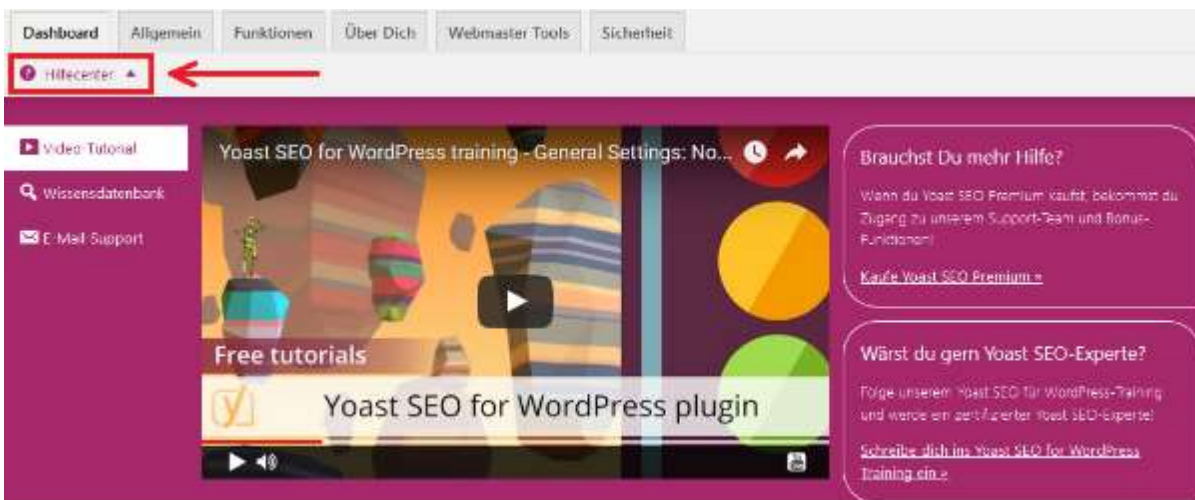 Dashboard
Allgemein
Funktionen
Über Dich
Webmaster Tools
Sicherheit
Hilfecenter
Video-Tutorial
Wissensdatenbank
E-Mail-Support
Yoast SEO for WordPress training - General Settings: No...
Free tutorials
y
Yoast SEO for WordPress plugin
Brauchst Du mehr Hilfe?
Wenn du Yoast SEO Premium kaufst, bekommst du
Zugang zu unserem Support-Team und Bonus-
Funktionen!
Kaufe Yoast SEO Premium »
Wärst du gern Yoast SEO-Experte?
Folge unserem Yoast SEO für WordPress-Training
und werde ein zertifizierter Yoast SEO-Experte!
Schreibe dich ins Yoast SEO for WordPress
Training ein »